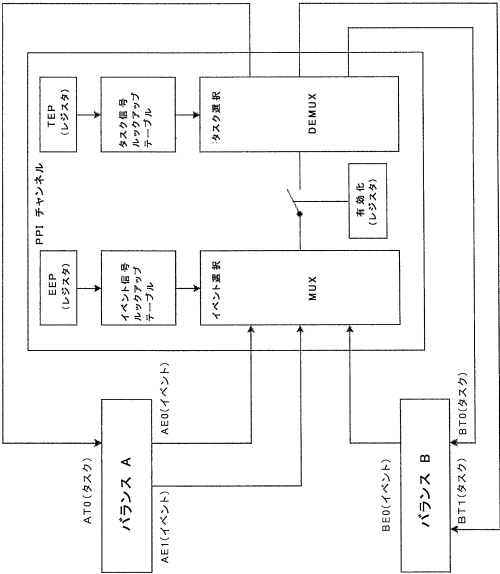 PPI チャンネル
TEP
(レジスタ)
タスク信号
ルックアップ
テーブル
タスク選択
DEMUX
有効化
(レジスタ)
EEP
(レジスタ)
イベント信号
ルックアップ
テーブル
イベント選択
MUX
AT0(タスク)
バランス A
AE0(イベント)
AE1(イベント)
BE0(イベント)
バランス B
BT0(タスク)
BT1(タスク)